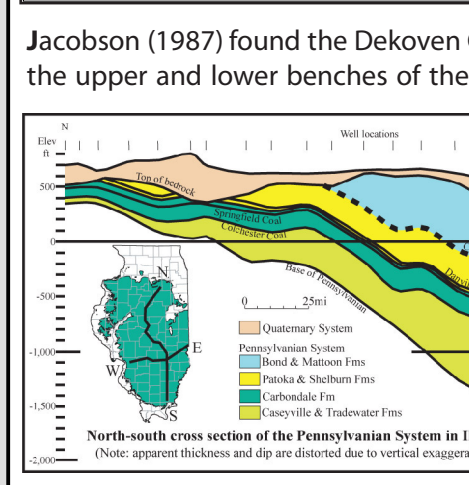 Jacobson (1987) found the Dekoven
the upper and lower benches of the
N
Well locations
Elev
ft
Top of bedrock
500
Springfield Coal
Colchester Coal
0
Base of Pennsylvanian
N
0 25mi
-500
Quaternary System
E
Pennsylvanian System
-1,000
W
Bond & Mattoon Fms
Patoka & Shelburn Fms
Carbondale Fm
-1,500
S
Caseyville & Tradewater Fms
North-south cross section of the Pennsylvanian System in
(Note: apparent thickness and dip are distorted due to vertical
-2,000